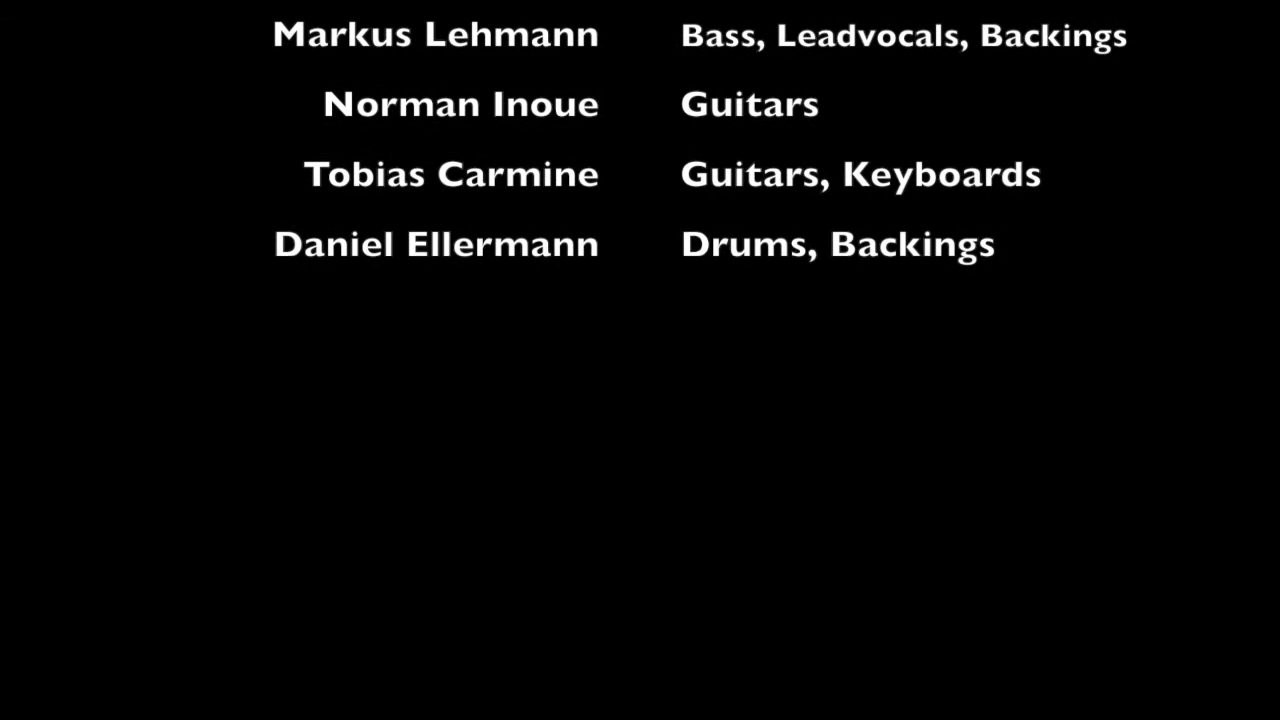 Markus Lehmann Bass, Leadvocals, Backings
Norman Inoue Guitars
Tobias Carmine Guitars, Keyboards
Daniel Ellermann Drums, Backings